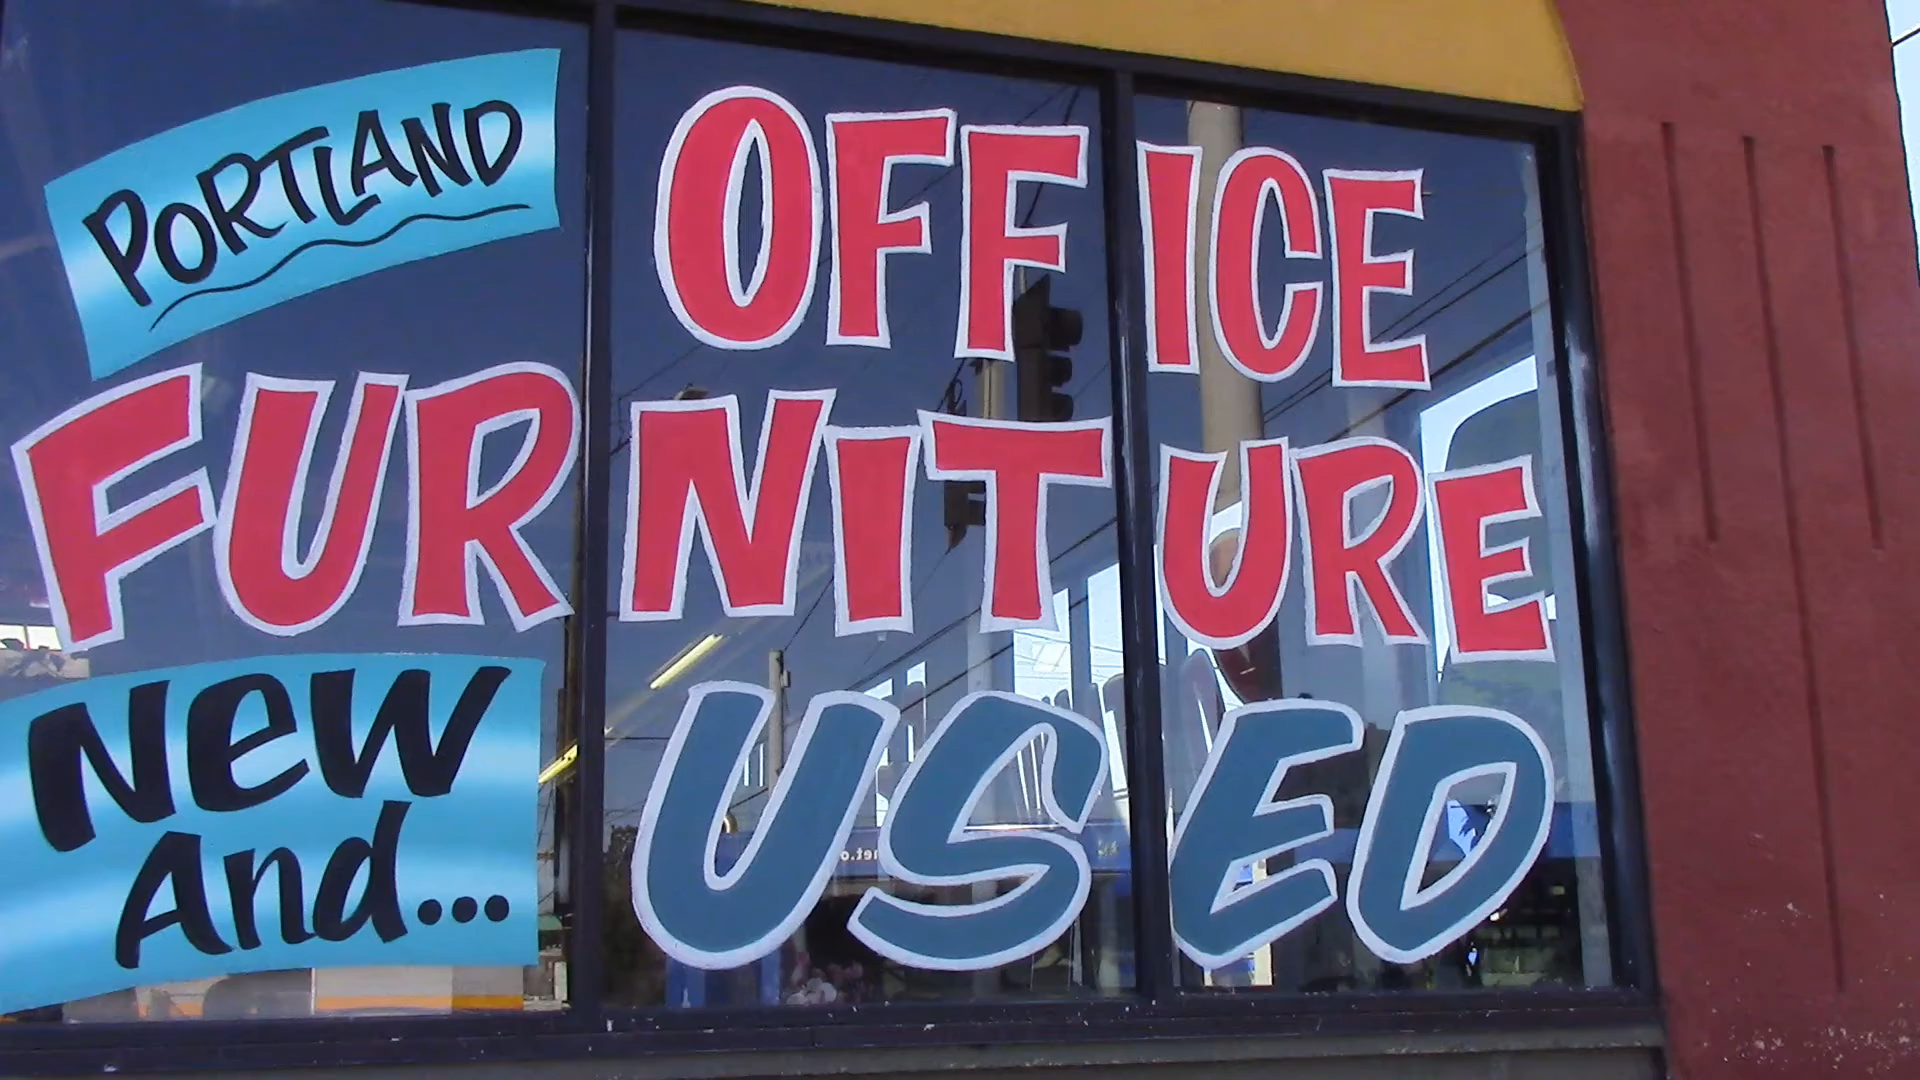 PORTLAND
OFFICE
FURNITURE
New
And...
USED